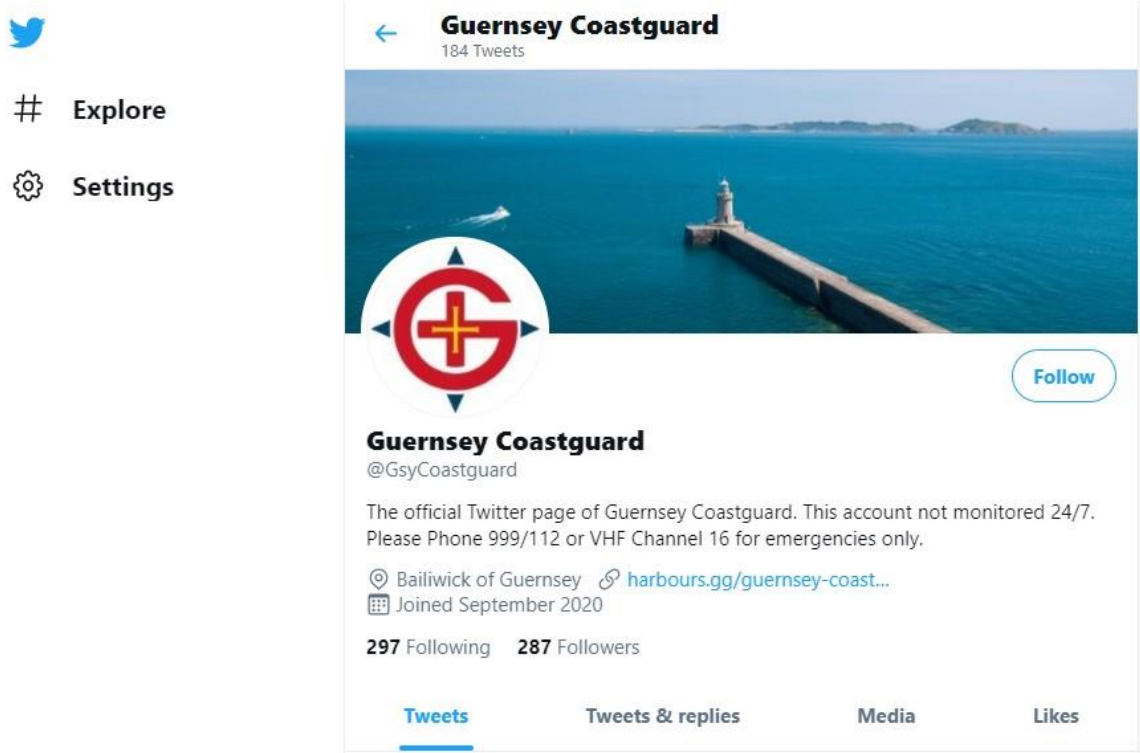 Guernsey Coastguard
184 Tweets
Explore
Settings
Follow
Guernsey Coastguard
@GsyCoastguard
The official Twitter page of Guernsey Coastguard. This account not monitored 24/7.
Please Phone 999/112 or VHF Channel 16 for emergencies only.
Bailiwick of Guernsey harbours.gg/guernsey-coast...
Joined September 2020
297 Following 287 Followers
Tweets Tweets & replies Media Likes